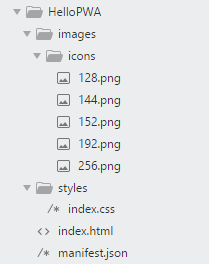 HelloPWA
images
icons
128.png
144.png
152.png
192.png
256.png
styles
/* index.css
<> index.html
/* manifest.json